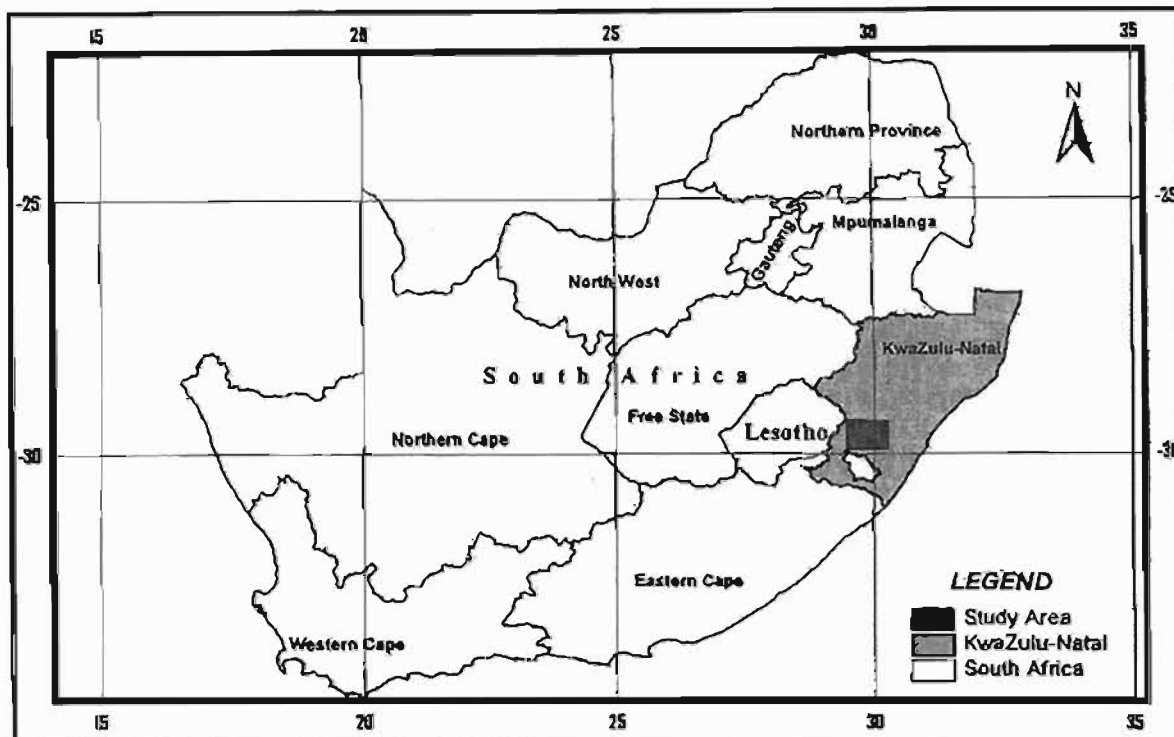 15 20 25 30 35
N
Northern Province
-25 -25
Mpumalanga
Gauteng
North West
KwaZulu-Natal
South Africa
Free State
Lesotho
Northern Cape
-30 -30
Eastern Cape
LEGEND
Study Area
Western Cape
KwaZulu-Natal
South Africa
15 20 25 30 35